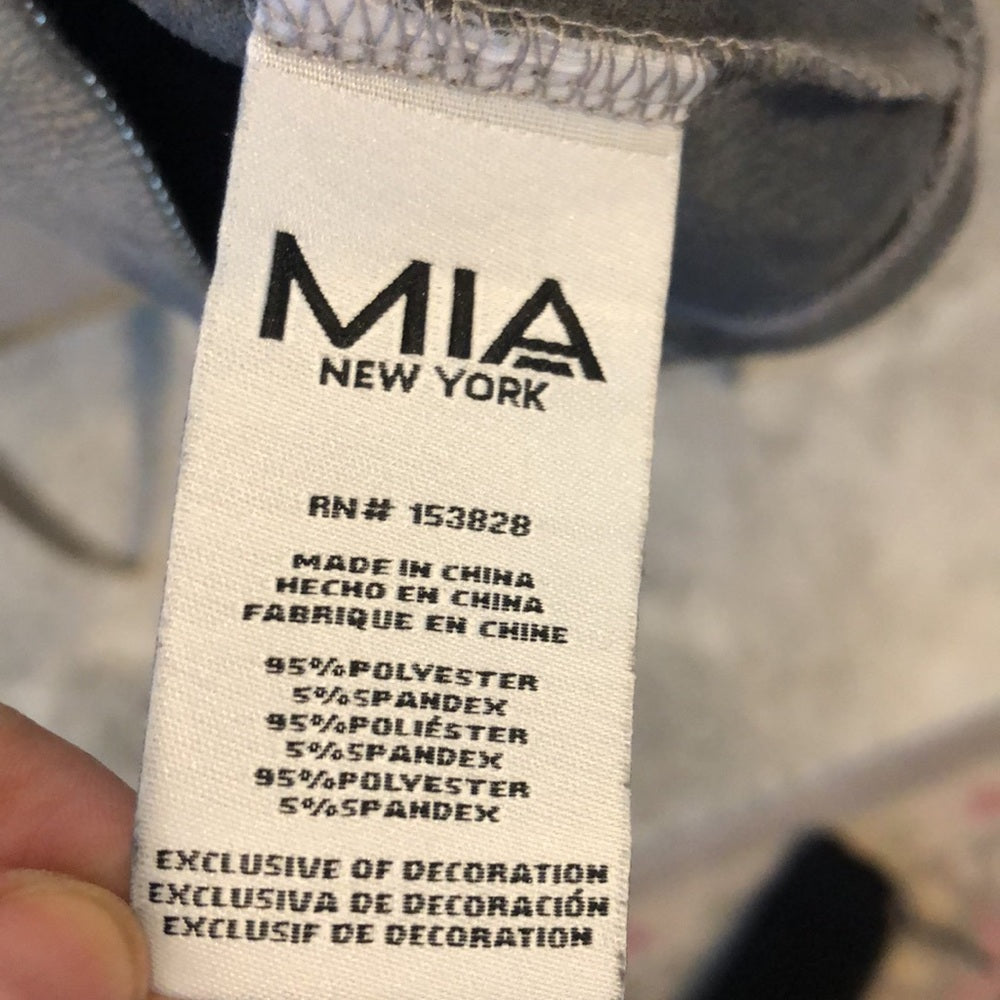 MIA
NEW YORK
RN# 153828
MADE IN CHINA
HECHO EN CHINA
FABRIQUE EN CHINE
95%POLYESTER
5%SPANDEX
95%POLIÉSTER
5%SPANDEX
95%POLYESTER
5%SPANDEX
EXCLUSIVE OF DECORATION
EXCLUSIVA DE DECORACIÓN
EXCLUSIF DE DECORATION